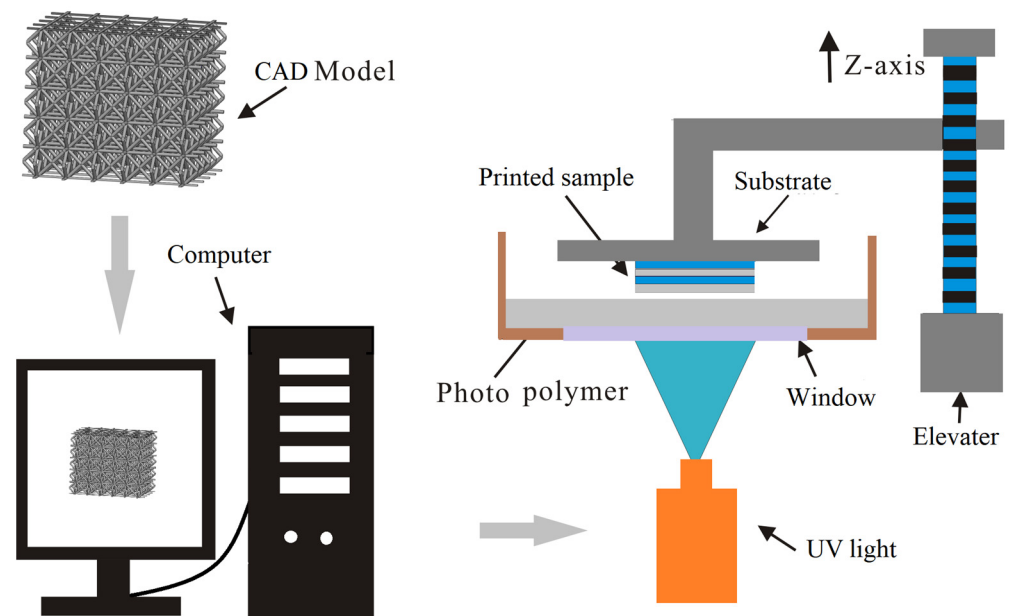 CAD Model
Z-axis
Printed sample
Substrate
Computer
Photo polymer
Window
Elevater
UV light